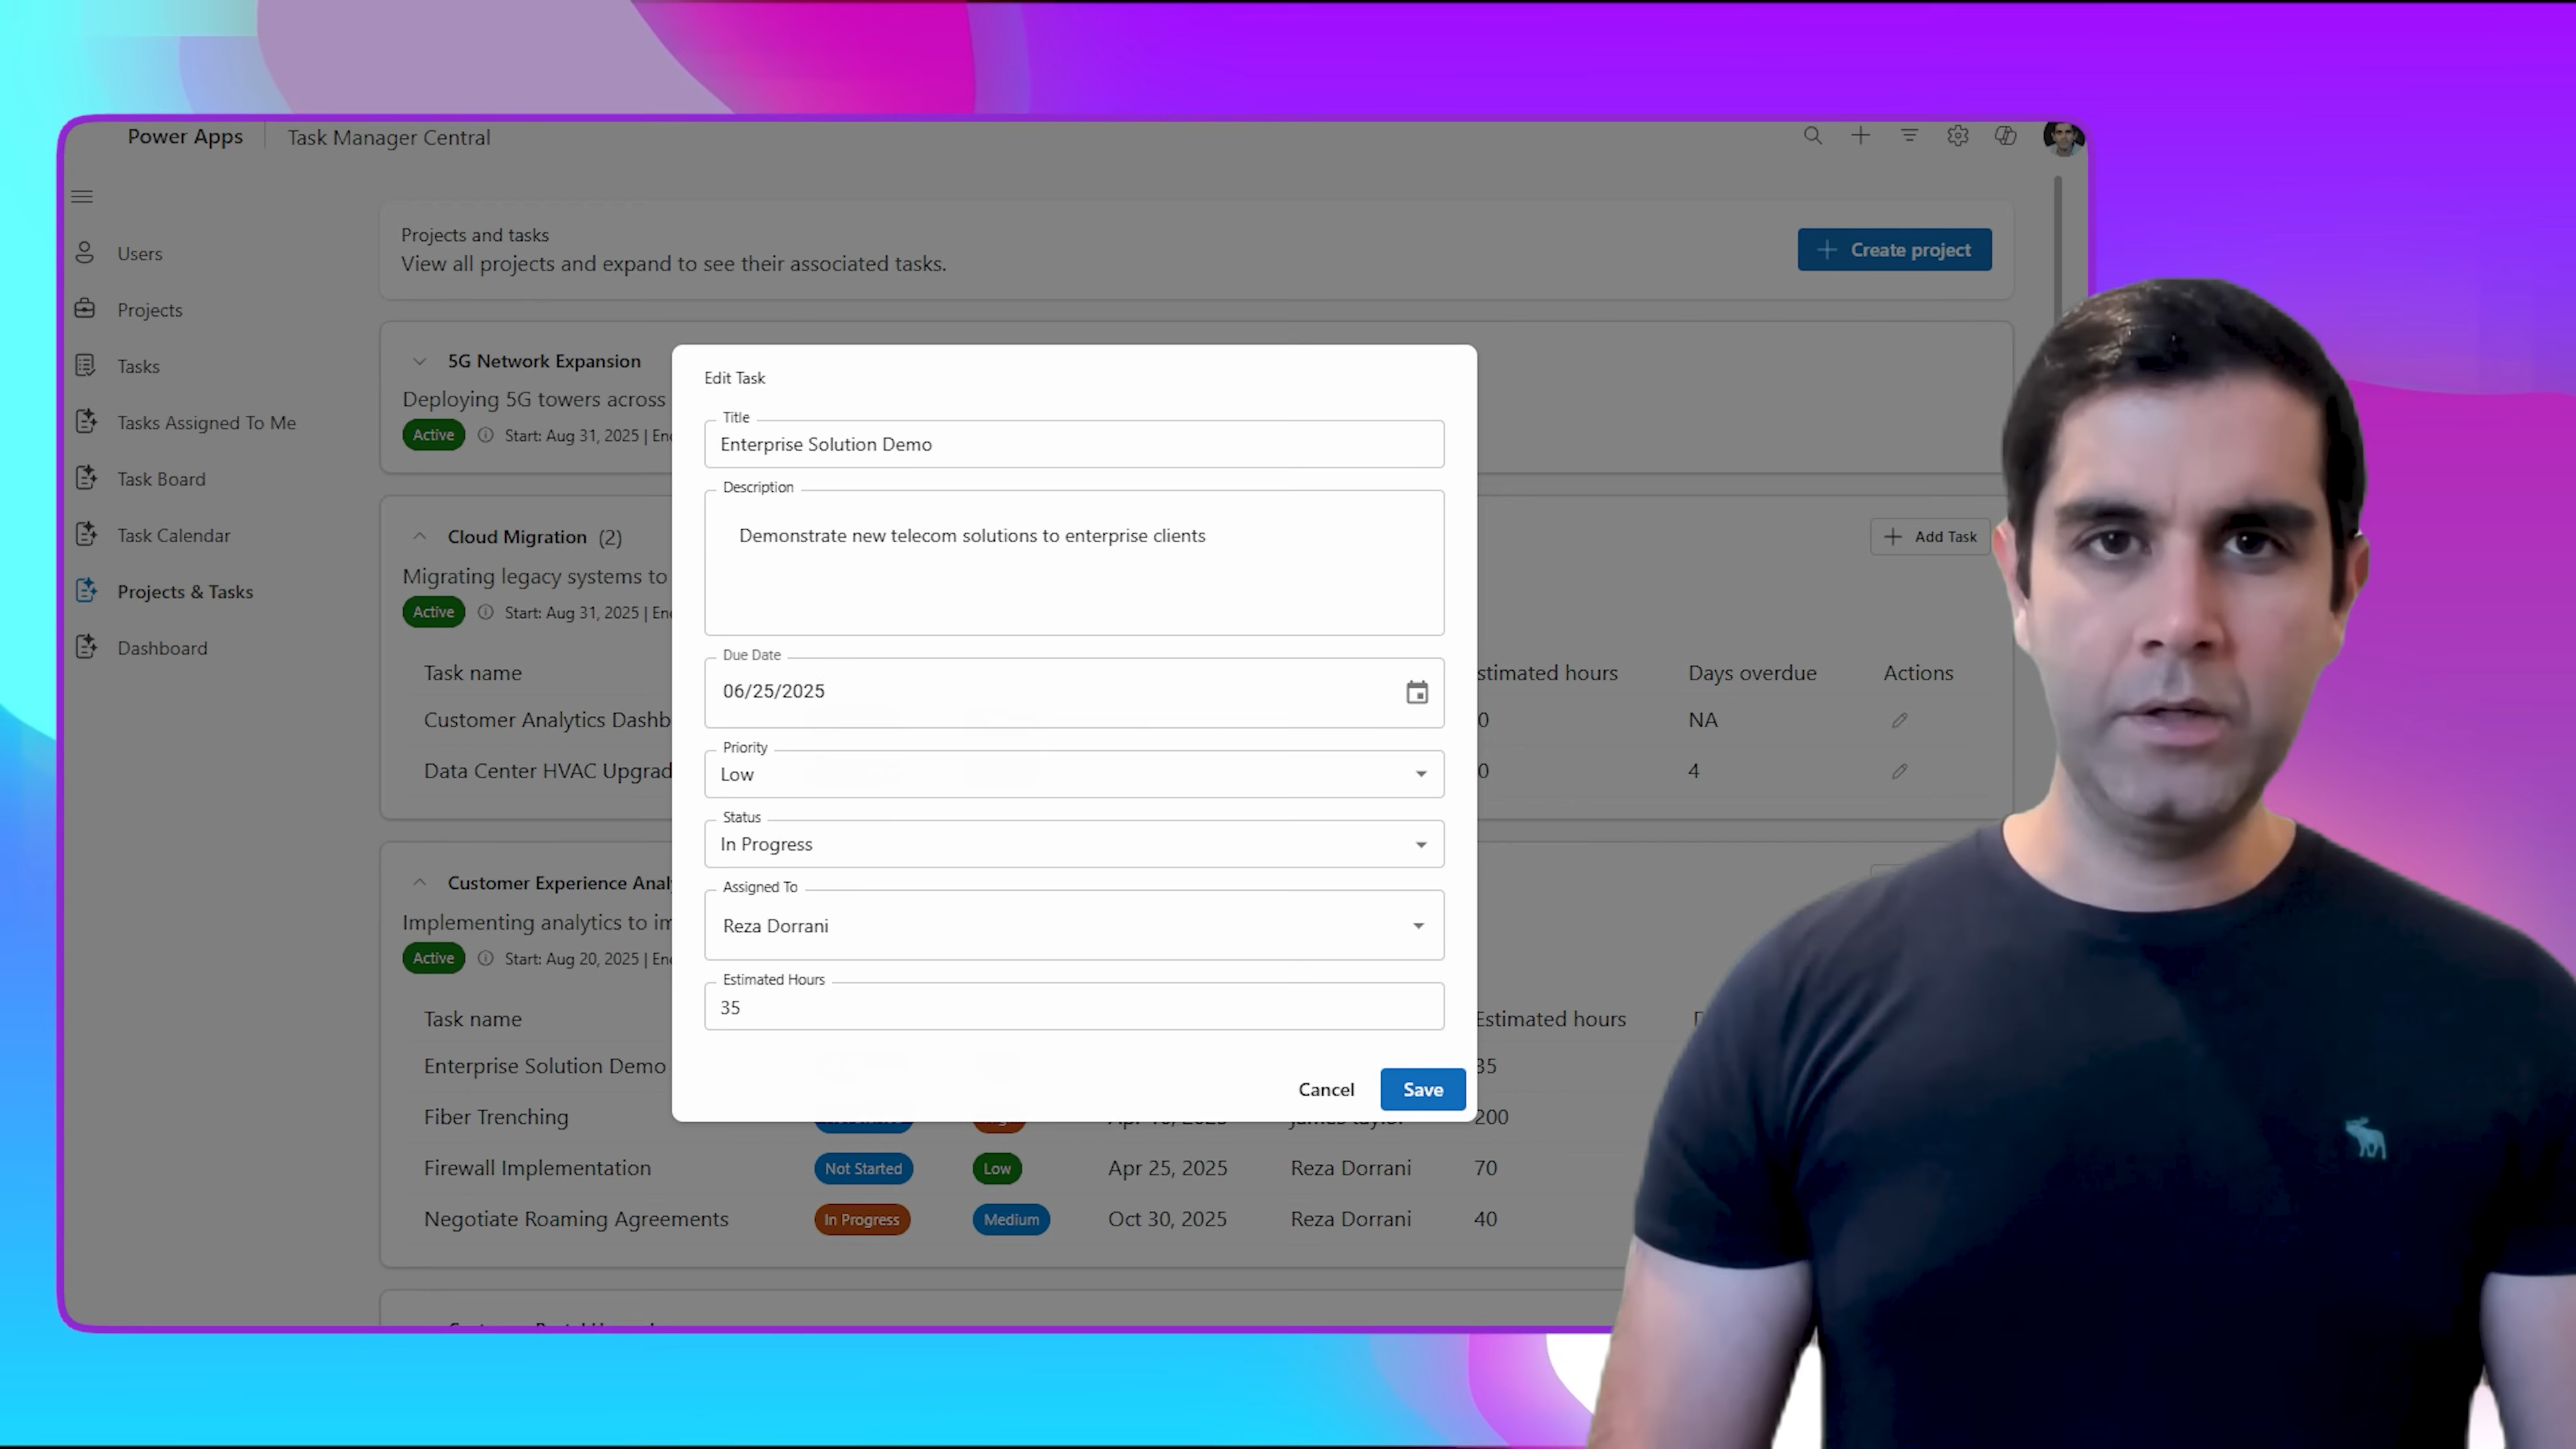 Power Apps
Task Manager Central
Users
Projects
Tasks
Tasks Assigned To Me
Task Board
Task Calendar
Projects & Tasks
Dashboard
Projects and tasks
View all projects and expand to see their associated tasks.
Create project
5G Network Expansion
Deploying 5G towers across
Active
Start: Aug 31, 2025 |
Cloud Migration (2)
Add Task
Migrating legacy systems to
Active
Start: Aug 31, 2025 |
Task name
stimated hours
Days overdue
Actions
Customer Analytics Dashb
0
NA
Data Center HVAC Upgrad
0
4
Customer Experience Anal
Implementing analytics to im
Active
Start: Aug 20, 2025 |
Task name
Estimated hours
Enterprise Solution Demo
35
Fiber Trenching
200
Firewall Implementation
Not Started
Low
Apr 25, 2025
Reza Dorrani
70
Negotiate Roaming Agreements
In Progress
Medium
Oct 30, 2025
Reza Dorrani
40
Edit Task
Title
Enterprise Solution Demo
Description
Demonstrate new telecom solutions to enterprise clients
Due Date
06/25/2025
Priority
Low
Status
In Progress
Assigned To
Reza Dorrani
Estimated Hours
35
Cancel
Save